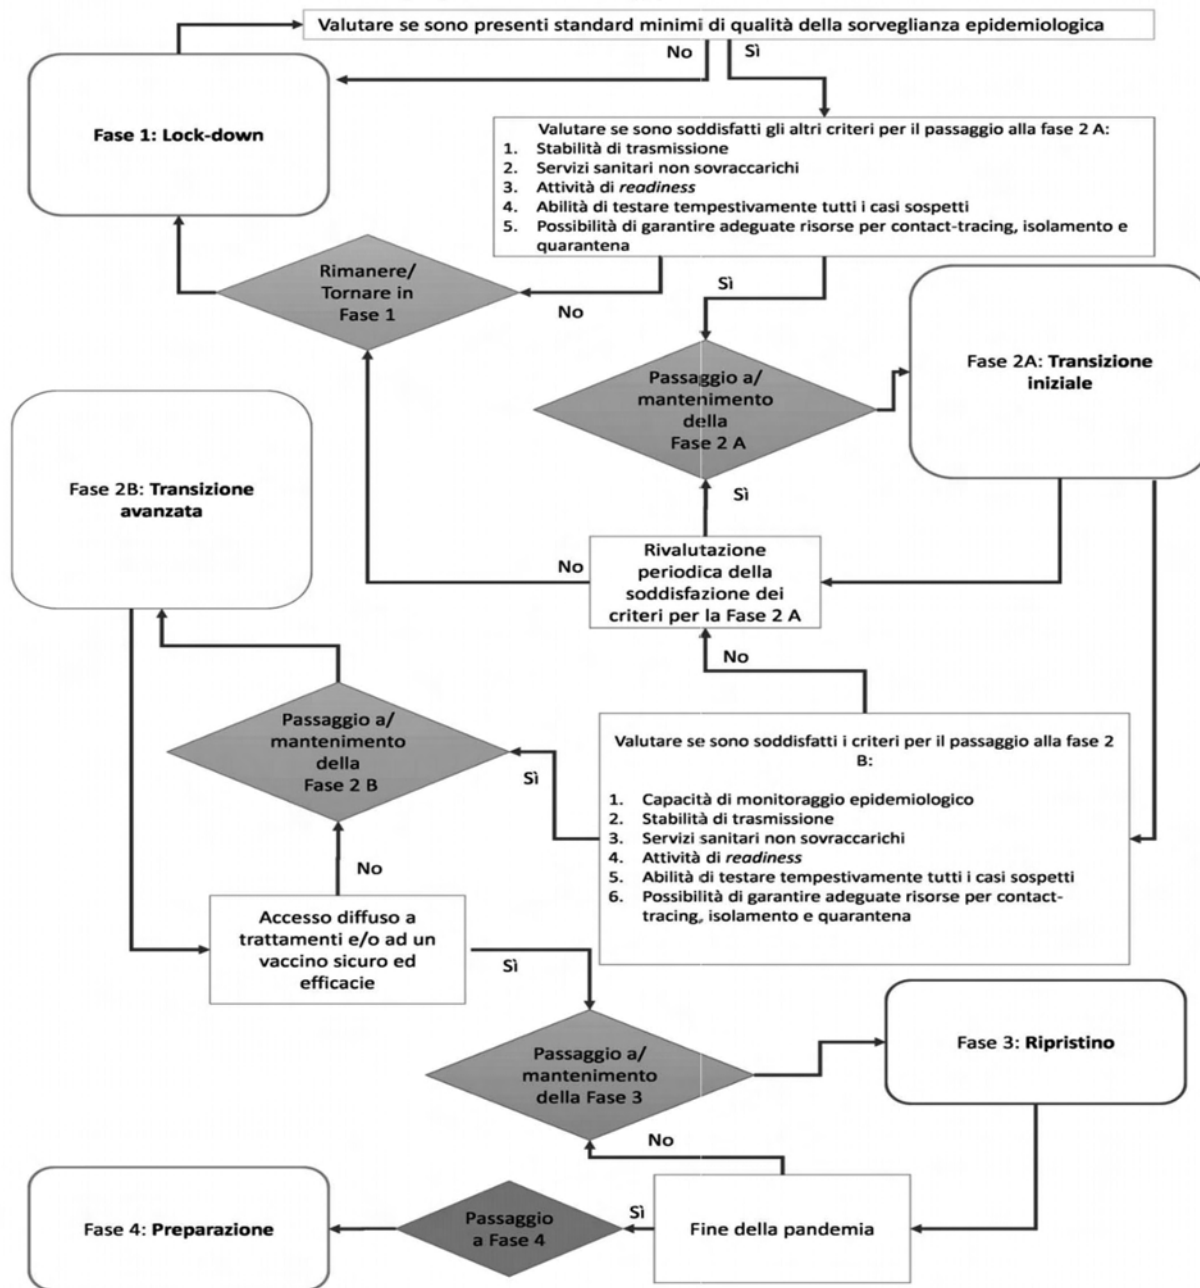 Valutare se sono presenti standard minimi di qualità della sorveglianza epidemiologica
No
Sì
Fase 1: Lock-down
Valutare se sono soddisfatti gli altri criteri per il passaggio alla fase 2 A:
1. Stabilità di trasmissione
2. Servizi sanitari non sovraccarichi
3. Attività di readiness
4. Abilità di testare tempestivamente tutti i casi sospetti
5. Possibilità di garantire adeguate risorse per contact-tracing, isolamento e
quarantena
Rimanere/
Tornare in
Fase 1
No
Sì
Passaggio a/
mantenimento
della
Fase 2 A
Fase 2A: Transizione
iniziale
Sì
Fase 2B: Transizione
avanzata
Rivalutazione
periodica della
soddisfazione dei
criteri per la Fase 2 A
No
No
Passaggio a/
mantenimento
della
Fase 2 B
Sì
Valutare se sono soddisfatti i criteri per il passaggio alla fase 2
B:
1. Capacità di monitoraggio epidemiologico
2. Stabilità di trasmissione
3. Servizi sanitari non sovraccarichi
4. Attività di readiness
5. Abilità di testare tempestivamente tutti i casi sospetti
6. Possibilità di garantire adeguate risorse per contact-
tracing, isolamento e quarantena
No
Accesso diffuso a
trattamenti e/o ad un
vaccino sicuro ed
efficacie
Sì
Passaggio a/
mantenimento
della Fase 3
Fase 3: Ripristino
No
Fine della pandemia
Sì
Passaggio
a Fase 4
Fase 4: Preparazione